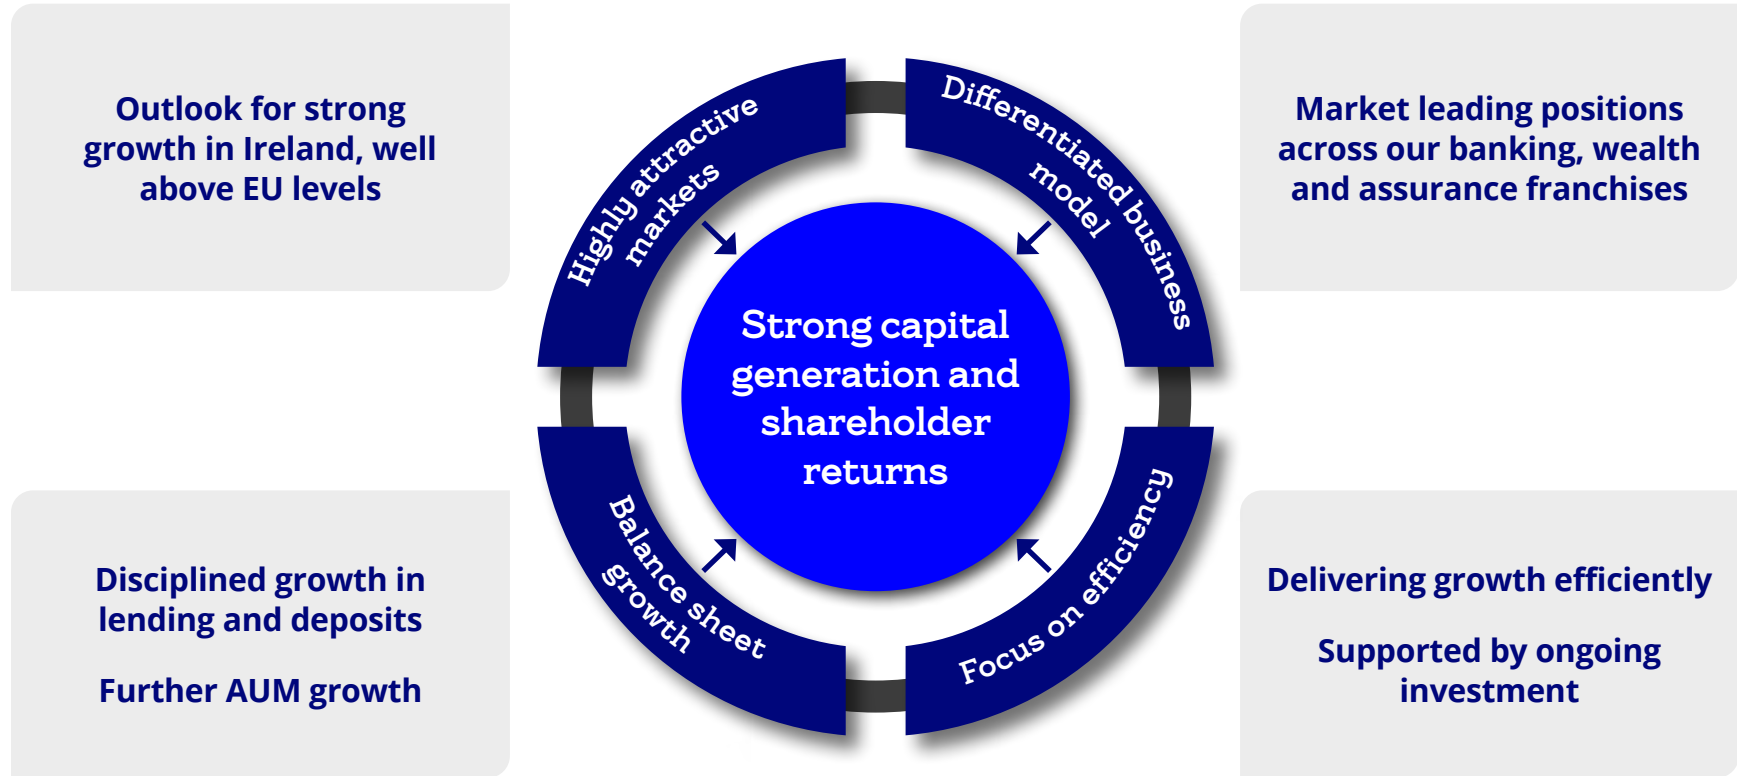 Outlook for strong
growth in Ireland, well
above EU levels
Highly attractive
markets
Differentiated business
model
Market leading positions
across our banking, wealth
and assurance franchises
Strong capital
generation and
shareholder
returns
Disciplined growth in
lending and deposits
Further AUM growth
Balance sheet
growth
Focus on efficiency
Delivering growth efficiently
Supported by ongoing
investment